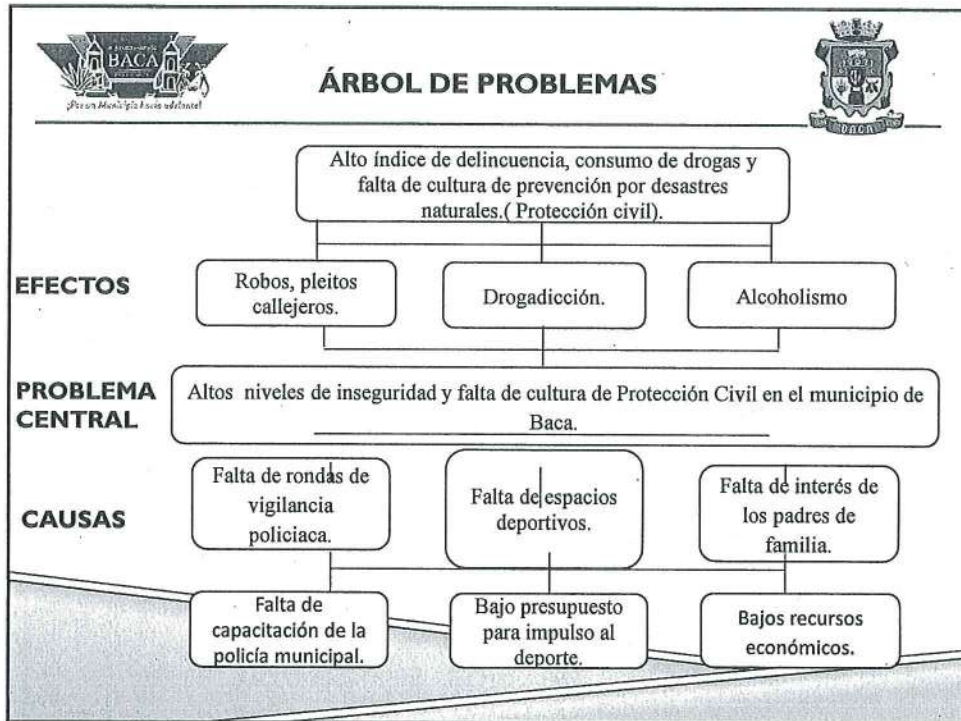 BACA
¡Por un Municipio hacia adelante!
ÁRBOL DE PROBLEMAS
BACA
Alto índice de delincuencia, consumo de drogas y
falta de cultura de prevención por desastres
naturales.( Protección civil).
EFECTOS
Robos, pleitos
callejeros.
Drogadicción.
Alcoholismo
PROBLEMA
CENTRAL
Altos niveles de inseguridad y falta de cultura de Protección Civil en el municipio de
Baca.
CAUSAS
Falta de rondas de
vigilancia
policiaca.
Falta de espacios
deportivos.
Falta de interés de
los padres de
familia.
Falta de
capacitación de la
policía municipal.
Bajo presupuesto
para impulso al
deporte.
Bajos recursos
económicos.